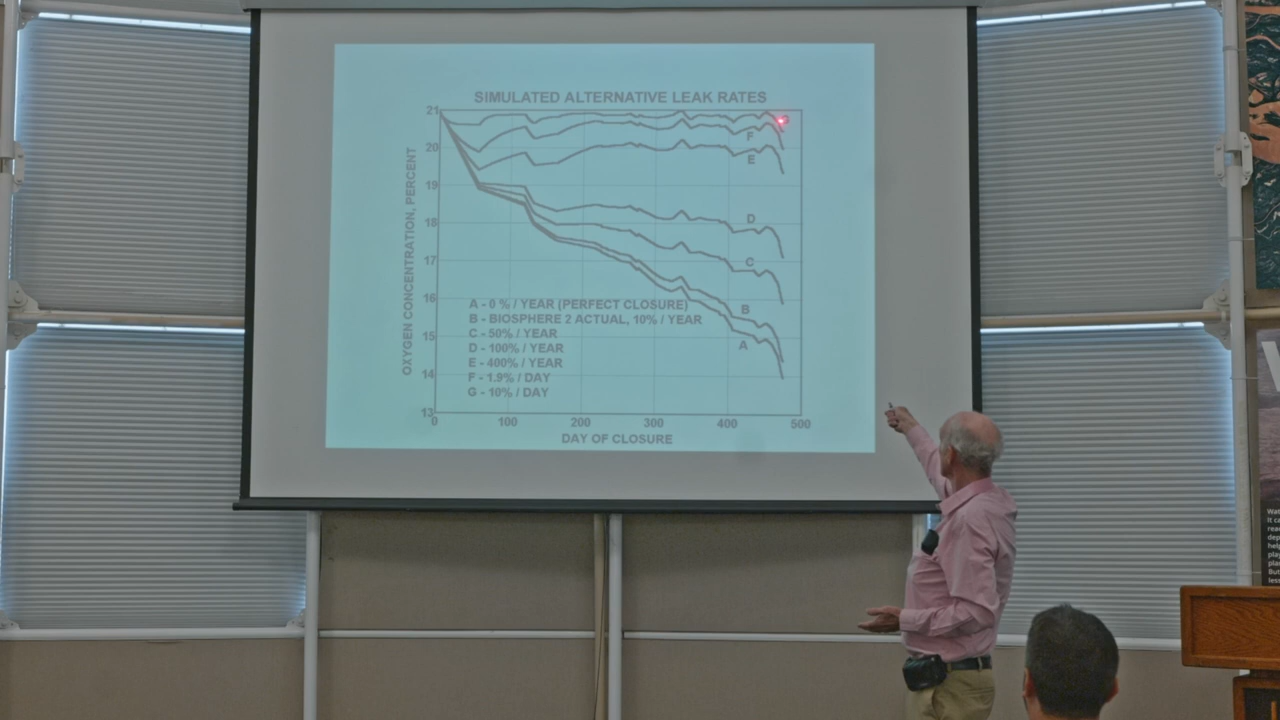 SIMULATED ALTERNATIVE LEAK RATES
21
20
19
18
17
16
15
14
13
OXYGEN CONCENTRATION, PERCENT
F
E
D
C
B
A
A - 0 % / YEAR (PERFECT CLOSURE)
B - BIOSPHERE 2 ACTUAL, 10% / YEAR
C - 50% / YEAR
D - 100% / YEAR
E - 400% / YEAR
F - 1.9% / DAY
G - 10% / DAY
0 100 200 300 400 500
DAY OF CLOSURE